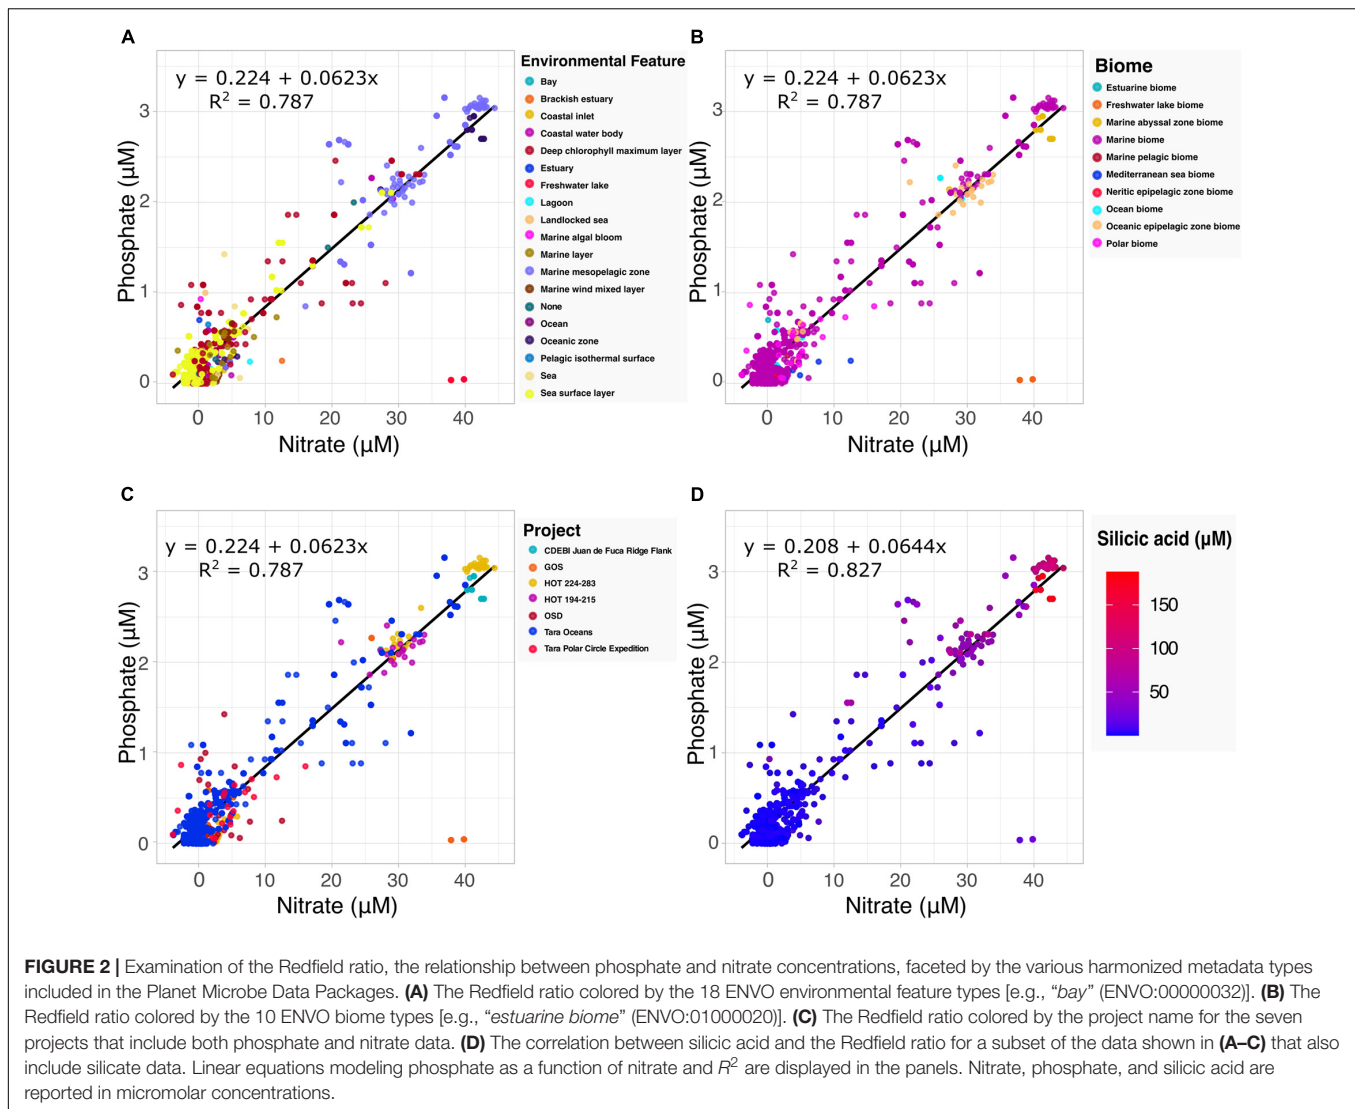 A
y = 0.224 + 0.0623x
R² = 0.787
Phosphate (µM)
3
2
1
0
0 10 20 30 40
Nitrate (µM)
Environmental Feature
Bay
Brackish estuary
Coastal inlet
Coastal water body
Deep chlorophyll maximum layer
Estuary
Freshwater lake
Lagoon
Landlocked sea
Marine algal bloom
Marine layer
Marine mesopelagic zone
Marine wind mixed layer
None
Ocean
Oceanic zone
Pelagic isothermal surface
Sea
Sea surface layer
B
y = 0.224 + 0.0623x
R² = 0.787
Phosphate (µM)
3
2
1
0
0 10 20 30 40
Nitrate (µM)
Biome
Estuarine biome
Freshwater lake biome
Marine abyssal zone biome
Marine biome
Marine pelagic biome
Mediterranean sea biome
Neritic epipelagic zone biome
Ocean biome
Oceanic epipelagic zone biome
Polar biome
C
y = 0.224 + 0.0623x
R² = 0.787
Phosphate (µM)
3
2
1
0
0 10 20 30 40
Nitrate (µM)
Project
CDEBI Juan de Fuca Ridge Flank
GOS
HOT 224-283
HOT 194-215
OSD
Tara Oceans
Tara Polar Circle Expedition
D
y = 0.208 + 0.0644x
R² = 0.827
Phosphate (µM)
3
2
1
0
0 10 20 30 40
Nitrate (µM)
Silicic acid (µM)
150
100
50
FIGURE 2 | Examination of the Redfield ratio, the relationship between phosphate and nitrate concentrations, faceted by the various harmonized metadata types
included in the Planet Microbe Data Packages. (A) The Redfield ratio colored by the 18 ENVO environmental feature types [e.g., “bay” (ENVO:00000032)]. (B) The
Redfield ratio colored by the 10 ENVO biome types [e.g., “estuarine biome” (ENVO:01000020)]. (C) The Redfield ratio colored by the project name for the seven
projects that include both phosphate and nitrate data. (D) The correlation between silicic acid and the Redfield ratio for a subset of the data shown in (A–C) that also
include silicate data. Linear equations modeling phosphate as a function of nitrate and R² are displayed in the panels. Nitrate, phosphate, and silicic acid are
reported in micromolar concentrations.